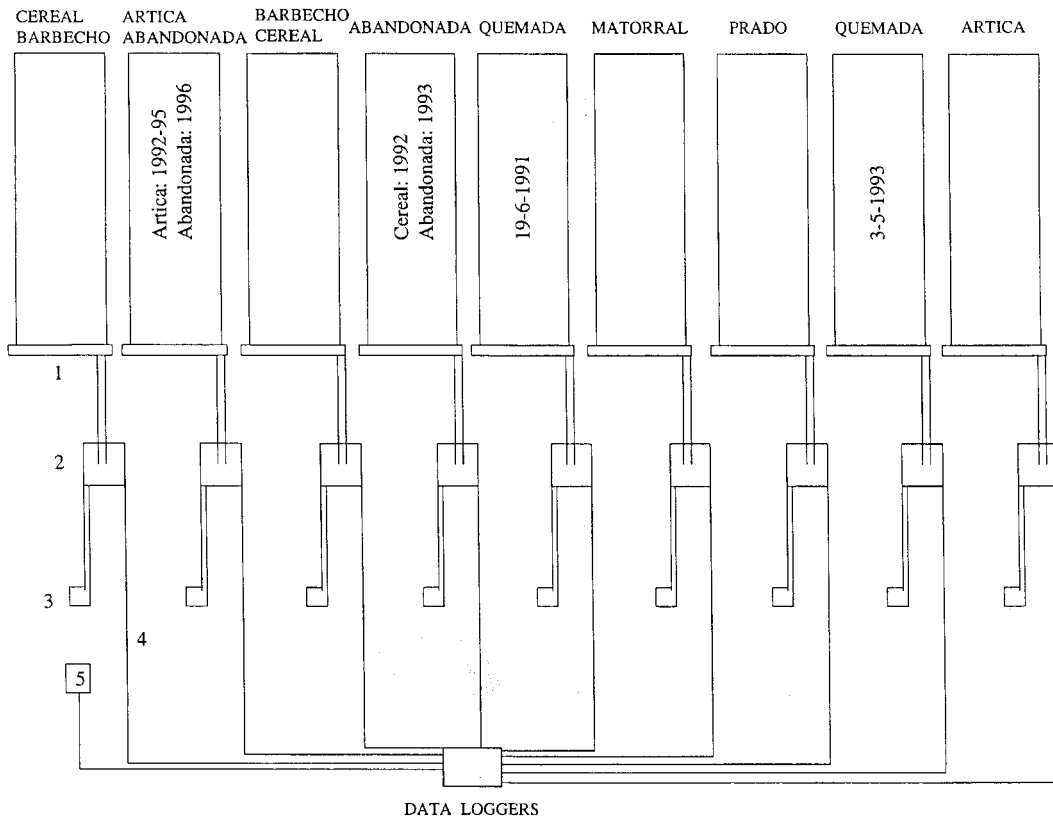 CEREAL
BARBECHO
ARTICA
ABANDONADA
BARBECHO
CEREAL
ABANDONADA
QUEMADA
MATORRAL
PRADO
QUEMADA
ARTICA
Artica: 1992-95
Abandonada: 1996
Cereal: 1992
Abandonada: 1993
19-6-1991
3-5-1993
1
2
3
4
5
DATA LOGGERS